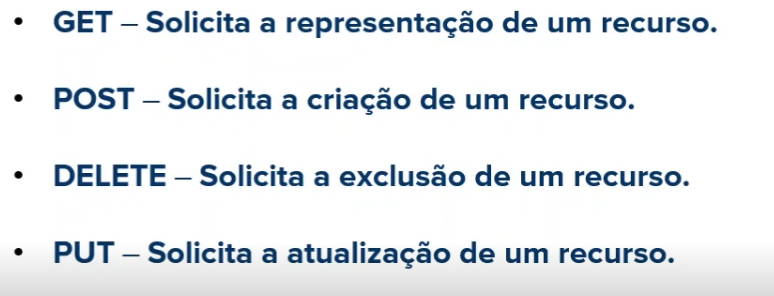 • GET – Solicita a representação de um recurso.
• POST – Solicita a criação de um recurso.
• DELETE – Solicita a exclusão de um recurso.
• PUT – Solicita a atualização de um recurso.